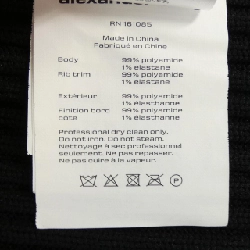 RN 16 085
Made in China
Fabriqué en Chine
Body 99% polyamide
1% elastane
Rib trim 99% polyamide
1% elastane
Extérieur 99% polyamide
1% élasthanne
Finition bord 99% polyamide
côte 1% élasthanne
Professional dry clean only.
Do not iron. Do not steam.
Nettoyage à sec professionnel
seulement. Ne pas repasser.
Ne pas cuire à la vapeur.
P